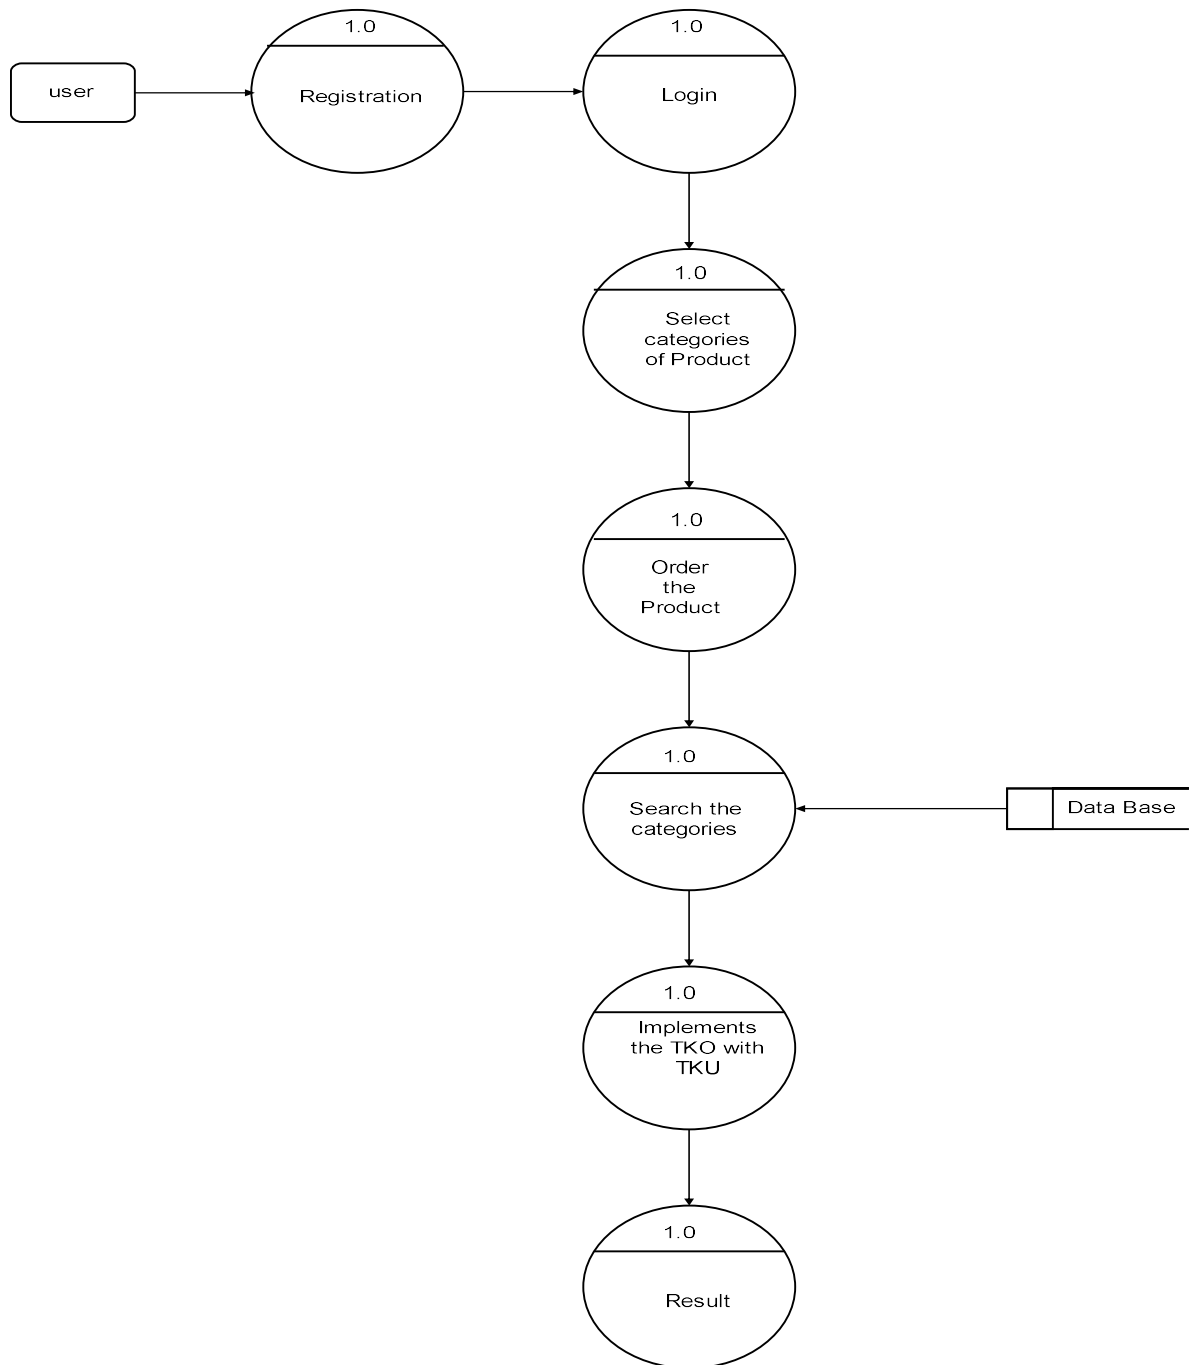 user
1.0
Registration
1.0
Login
1.0
Select
categories
of Product
1.0
Order
the
Product
1.0
Search the
categories
Data Base
1.0
Implements
the TKO with
TKU
1.0
Result